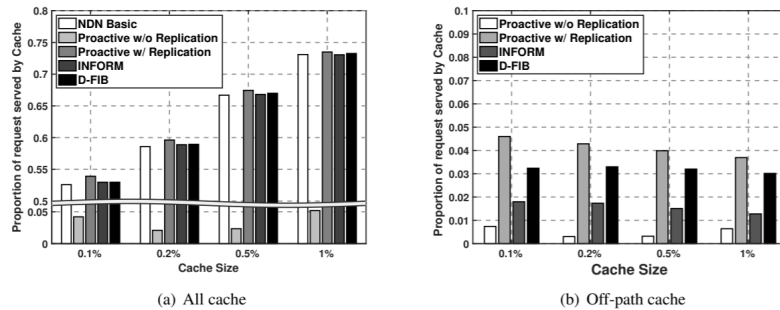 0.8
0.75
0.7
0.65
0.6
0.55
0.5
0.05
0
Proportion of request served by Cache
NDN Basic
Proactive w/o Replication
Proactive w/ Replication
INFORM
D-FIB
0.1%
0.2%
0.5%
1%
Cache Size
(a) All cache
0.1
0.09
0.08
0.07
0.06
0.05
0.04
0.03
0.02
0.01
0
Proportion of request served by Cache
Proactive w/o Replication
Proactive w/ Replication
INFORM
D-FIB
0.1%
0.2%
0.5%
1%
Cache Size
(b) Off-path cache